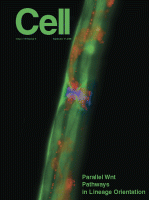 Cell
Parallel Wnt
Pathways
in Lineage Orientation